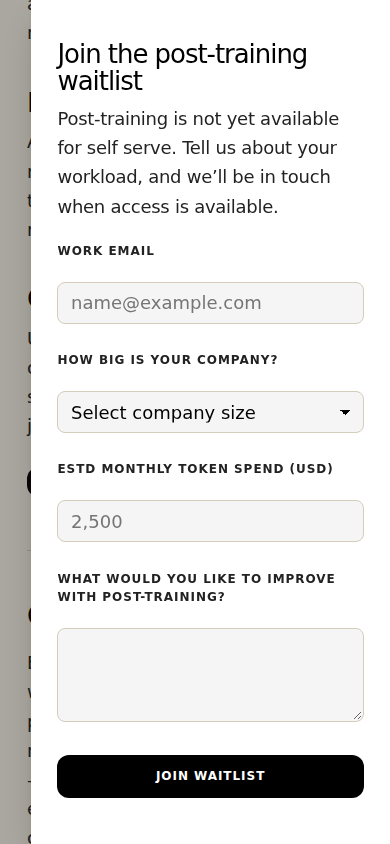 Join the post-training
waitlist
Post-training is not yet available
for self serve. Tell us about your
workload, and we’ll be in touch
when access is available.
WORK EMAIL
name@example.com
HOW BIG IS YOUR COMPANY?
Select company size
ESTD MONTHLY TOKEN SPEND (USD)
2,500
WHAT WOULD YOU LIKE TO IMPROVE
WITH POST-TRAINING?
JOIN WAITLIST